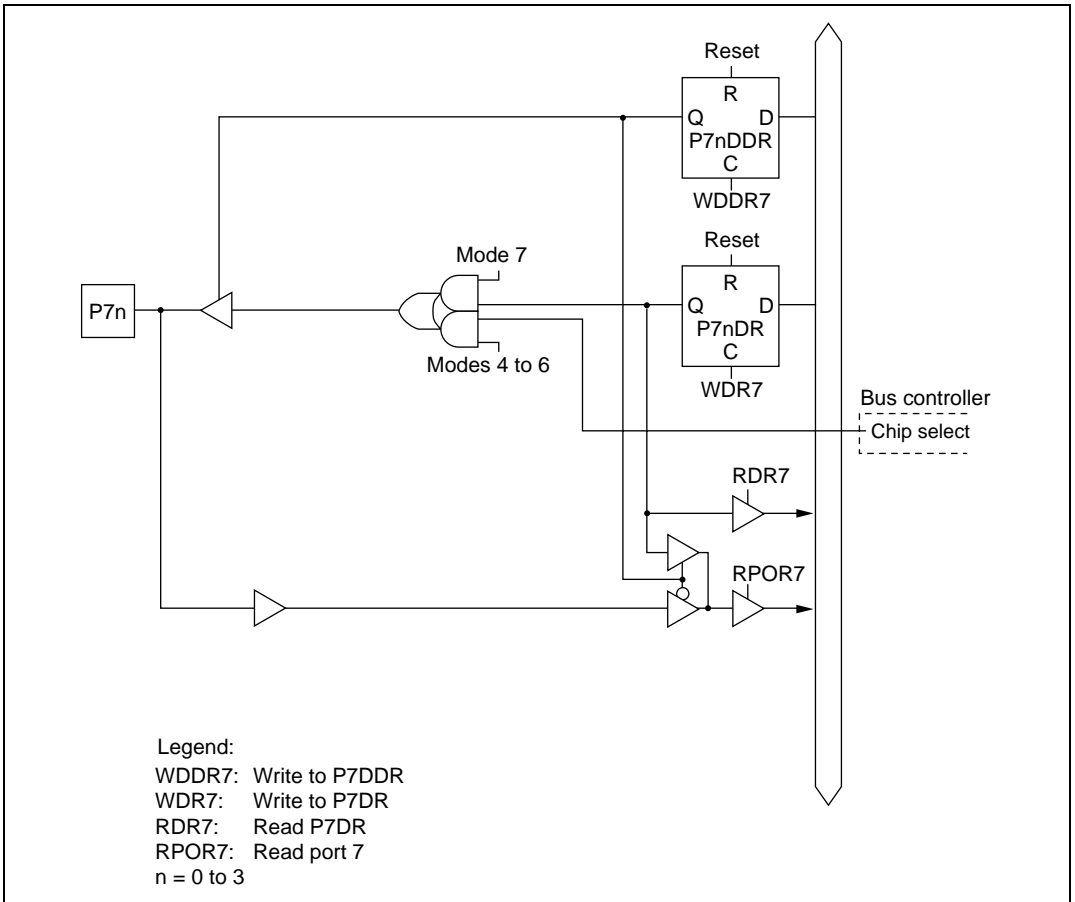 Reset
R
Q D
P7nDDR
C
WDDR7
Reset
Mode 7
R
Q D
P7n
P7nDR
C
Modes 4 to 6
WDR7
Bus controller
Chip select
RDR7
RPOR7
Legend:
WDDR7: Write to P7DDR
WDR7: Write to P7DR
RDR7: Read P7DR
RPOR7: Read port 7
n = 0 to 3